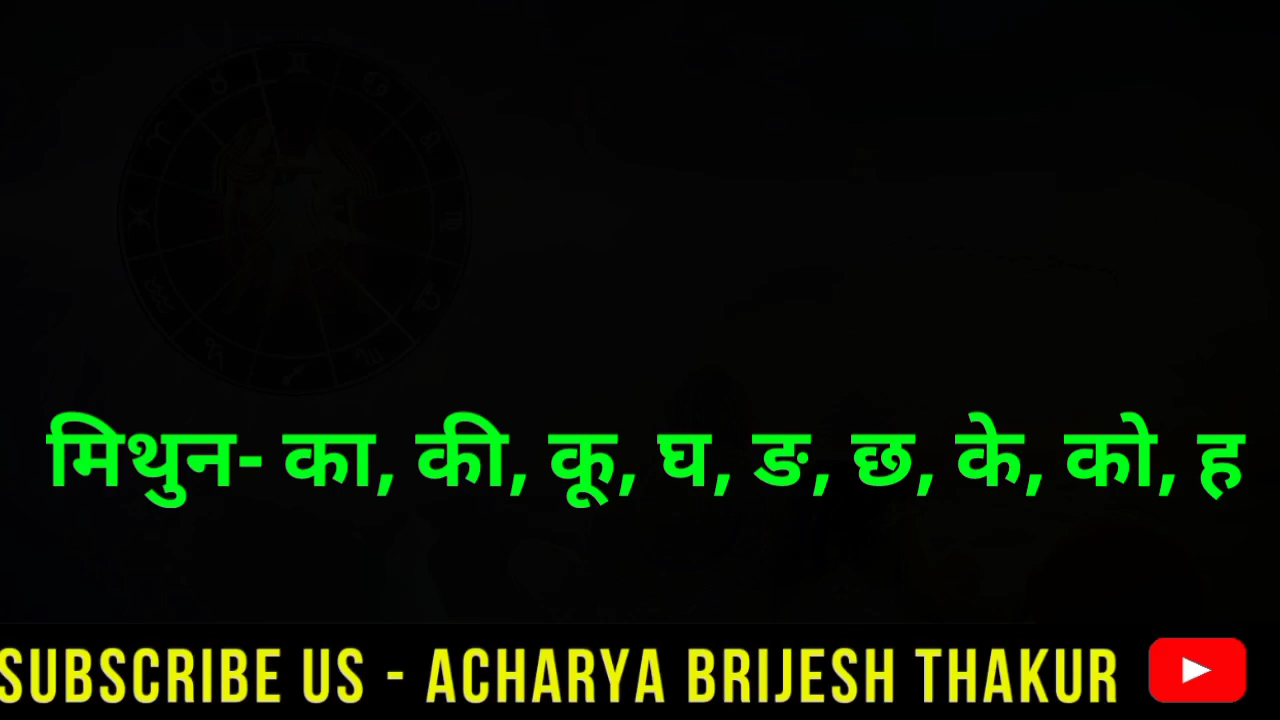 मिथुन- का, की, कू, घ, ङ, छ, के, को, ह
SUBSCRIBE US - ACHARYA BRIJESH THAKUR